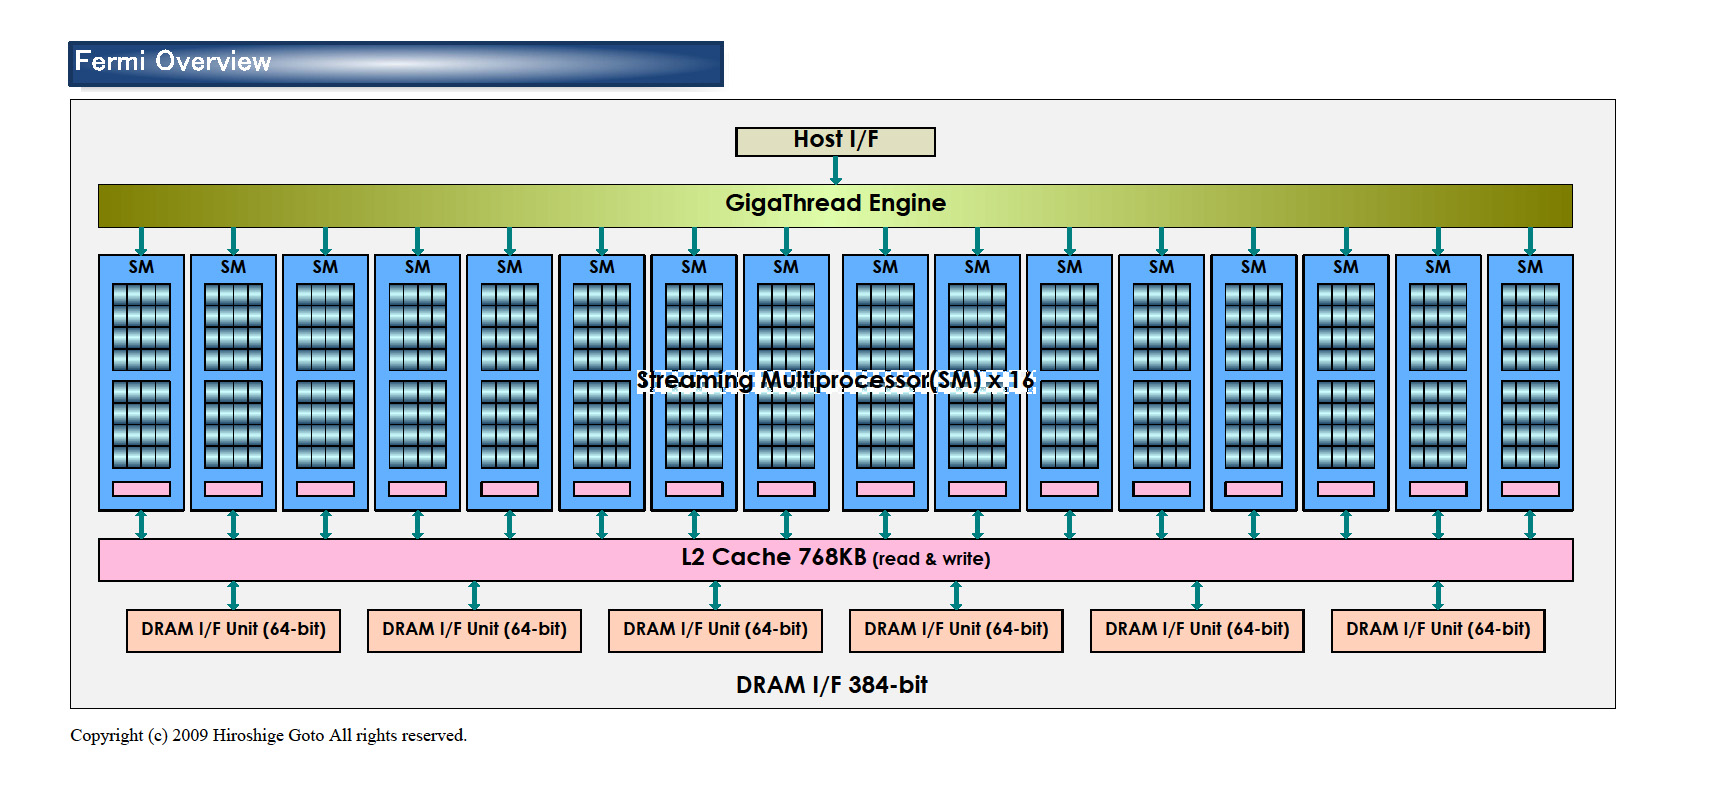 Fermi Overview
Host I/F
GigaThread Engine
SM SM SM SM SM SM SM SM SM SM SM SM SM SM SM SM
Streaming Multiprocessor(SM) x 16
L2 Cache 768KB (read & write)
DRAM I/F Unit (64-bit) DRAM I/F Unit (64-bit) DRAM I/F Unit (64-bit) DRAM I/F Unit (64-bit) DRAM I/F Unit (64-bit) DRAM I/F Unit (64-bit)
DRAM I/F 384-bit
Copyright (c) 2009 Hiroshige Goto All rights reserved.